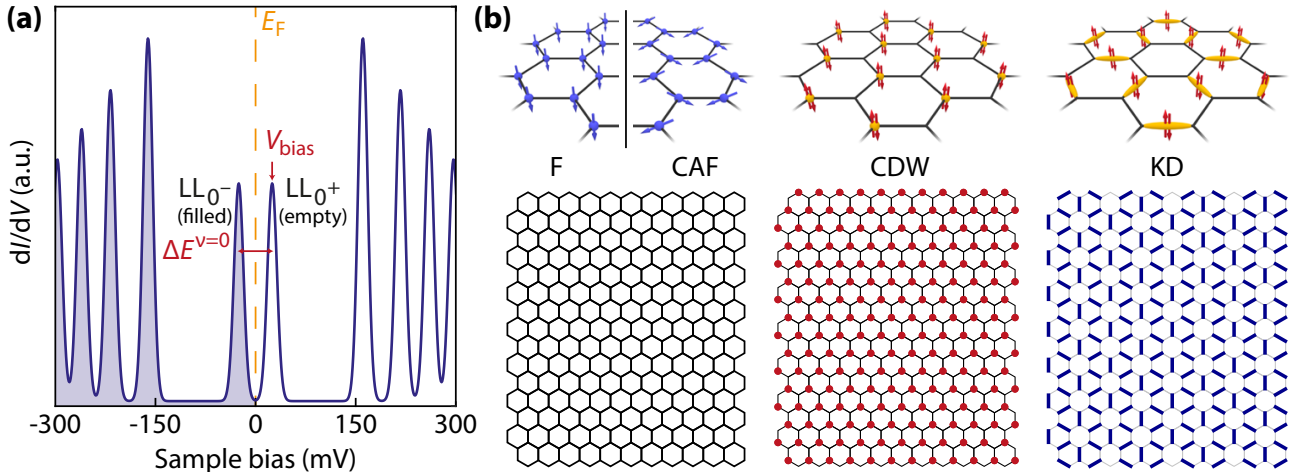 (a)
E_F
V_bias
LL_0⁻
(filled)
LL_0⁺
(empty)
ΔE^ν=0
dI/dV (a.u.)
-300 -150 0 150 300
Sample bias (mV)
(b)
F CAF CDW KD